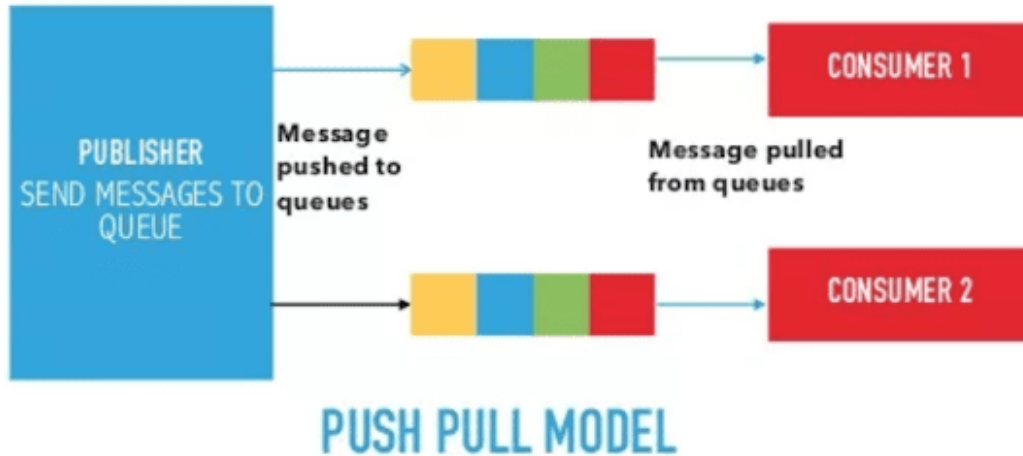 PUBLISHER
SEND MESSAGES TO
QUEUE
Message
pushed to
queues
Message pulled
from queues
CONSUMER 1
CONSUMER 2
PUSH PULL MODEL